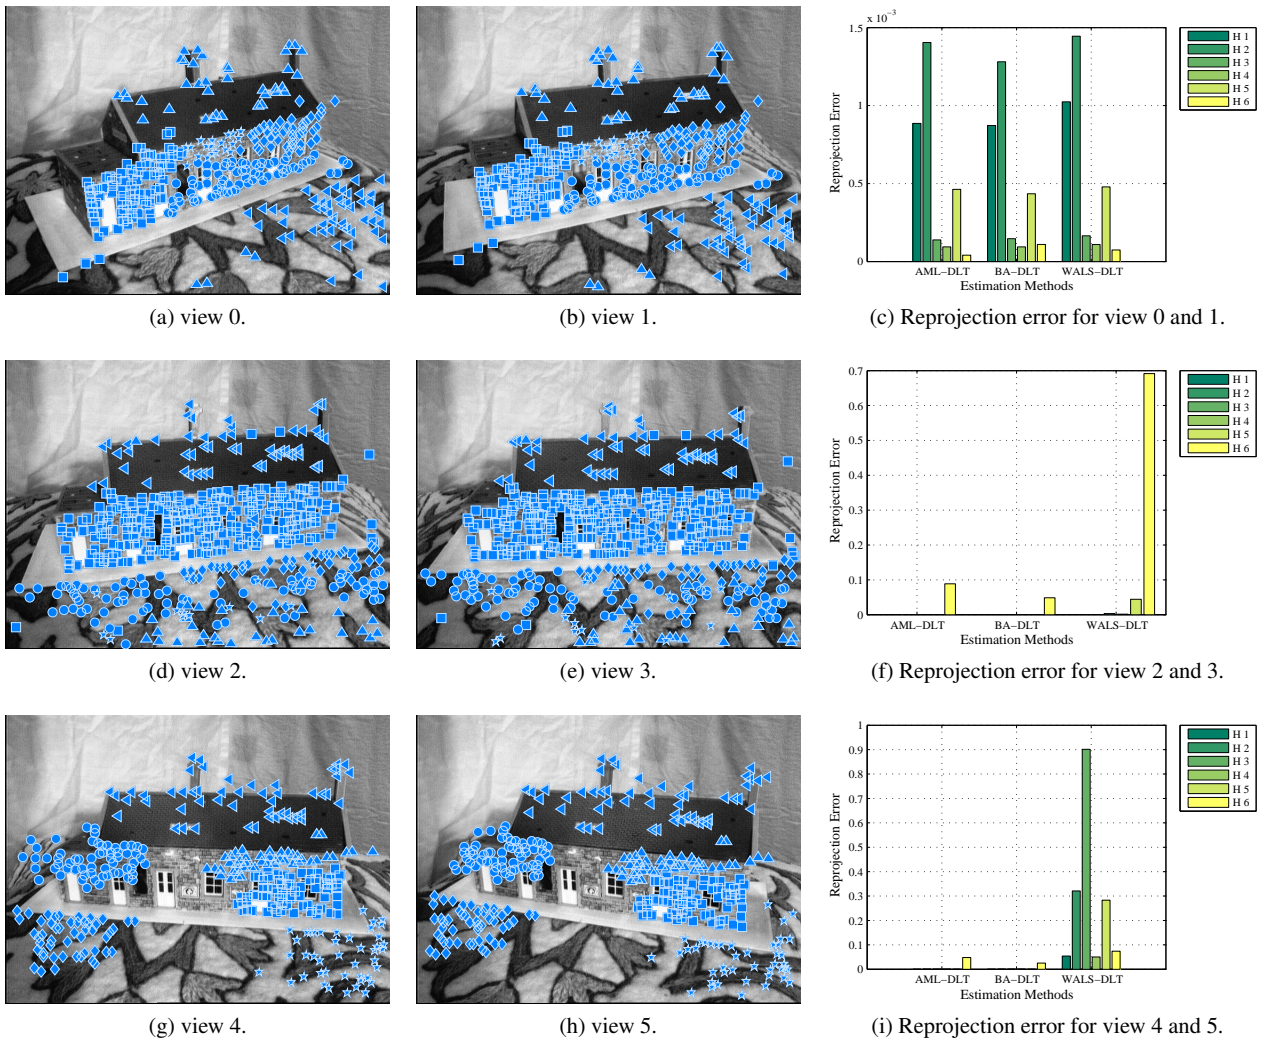 x 10⁻³
1.5
1
0.5
0
Reprojection Error
AML−DLT
BA−DLT
WALS−DLT
Estimation Methods
H 1
H 2
H 3
H 4
H 5
H 6
(a) view 0.
(b) view 1.
(c) Reprojection error for view 0 and 1.
0.7
0.6
0.5
0.4
0.3
0.2
0.1
0
Reprojection Error
AML−DLT
BA−DLT
WALS−DLT
Estimation Methods
H 1
H 2
H 3
H 4
H 5
H 6
(d) view 2.
(e) view 3.
(f) Reprojection error for view 2 and 3.
1
0.9
0.8
0.7
0.6
0.5
0.4
0.3
0.2
0.1
0
Reprojection Error
AML−DLT
BA−DLT
WALS−DLT
Estimation Methods
H 1
H 2
H 3
H 4
H 5
H 6
(g) view 4.
(h) view 5.
(i) Reprojection error for view 4 and 5.